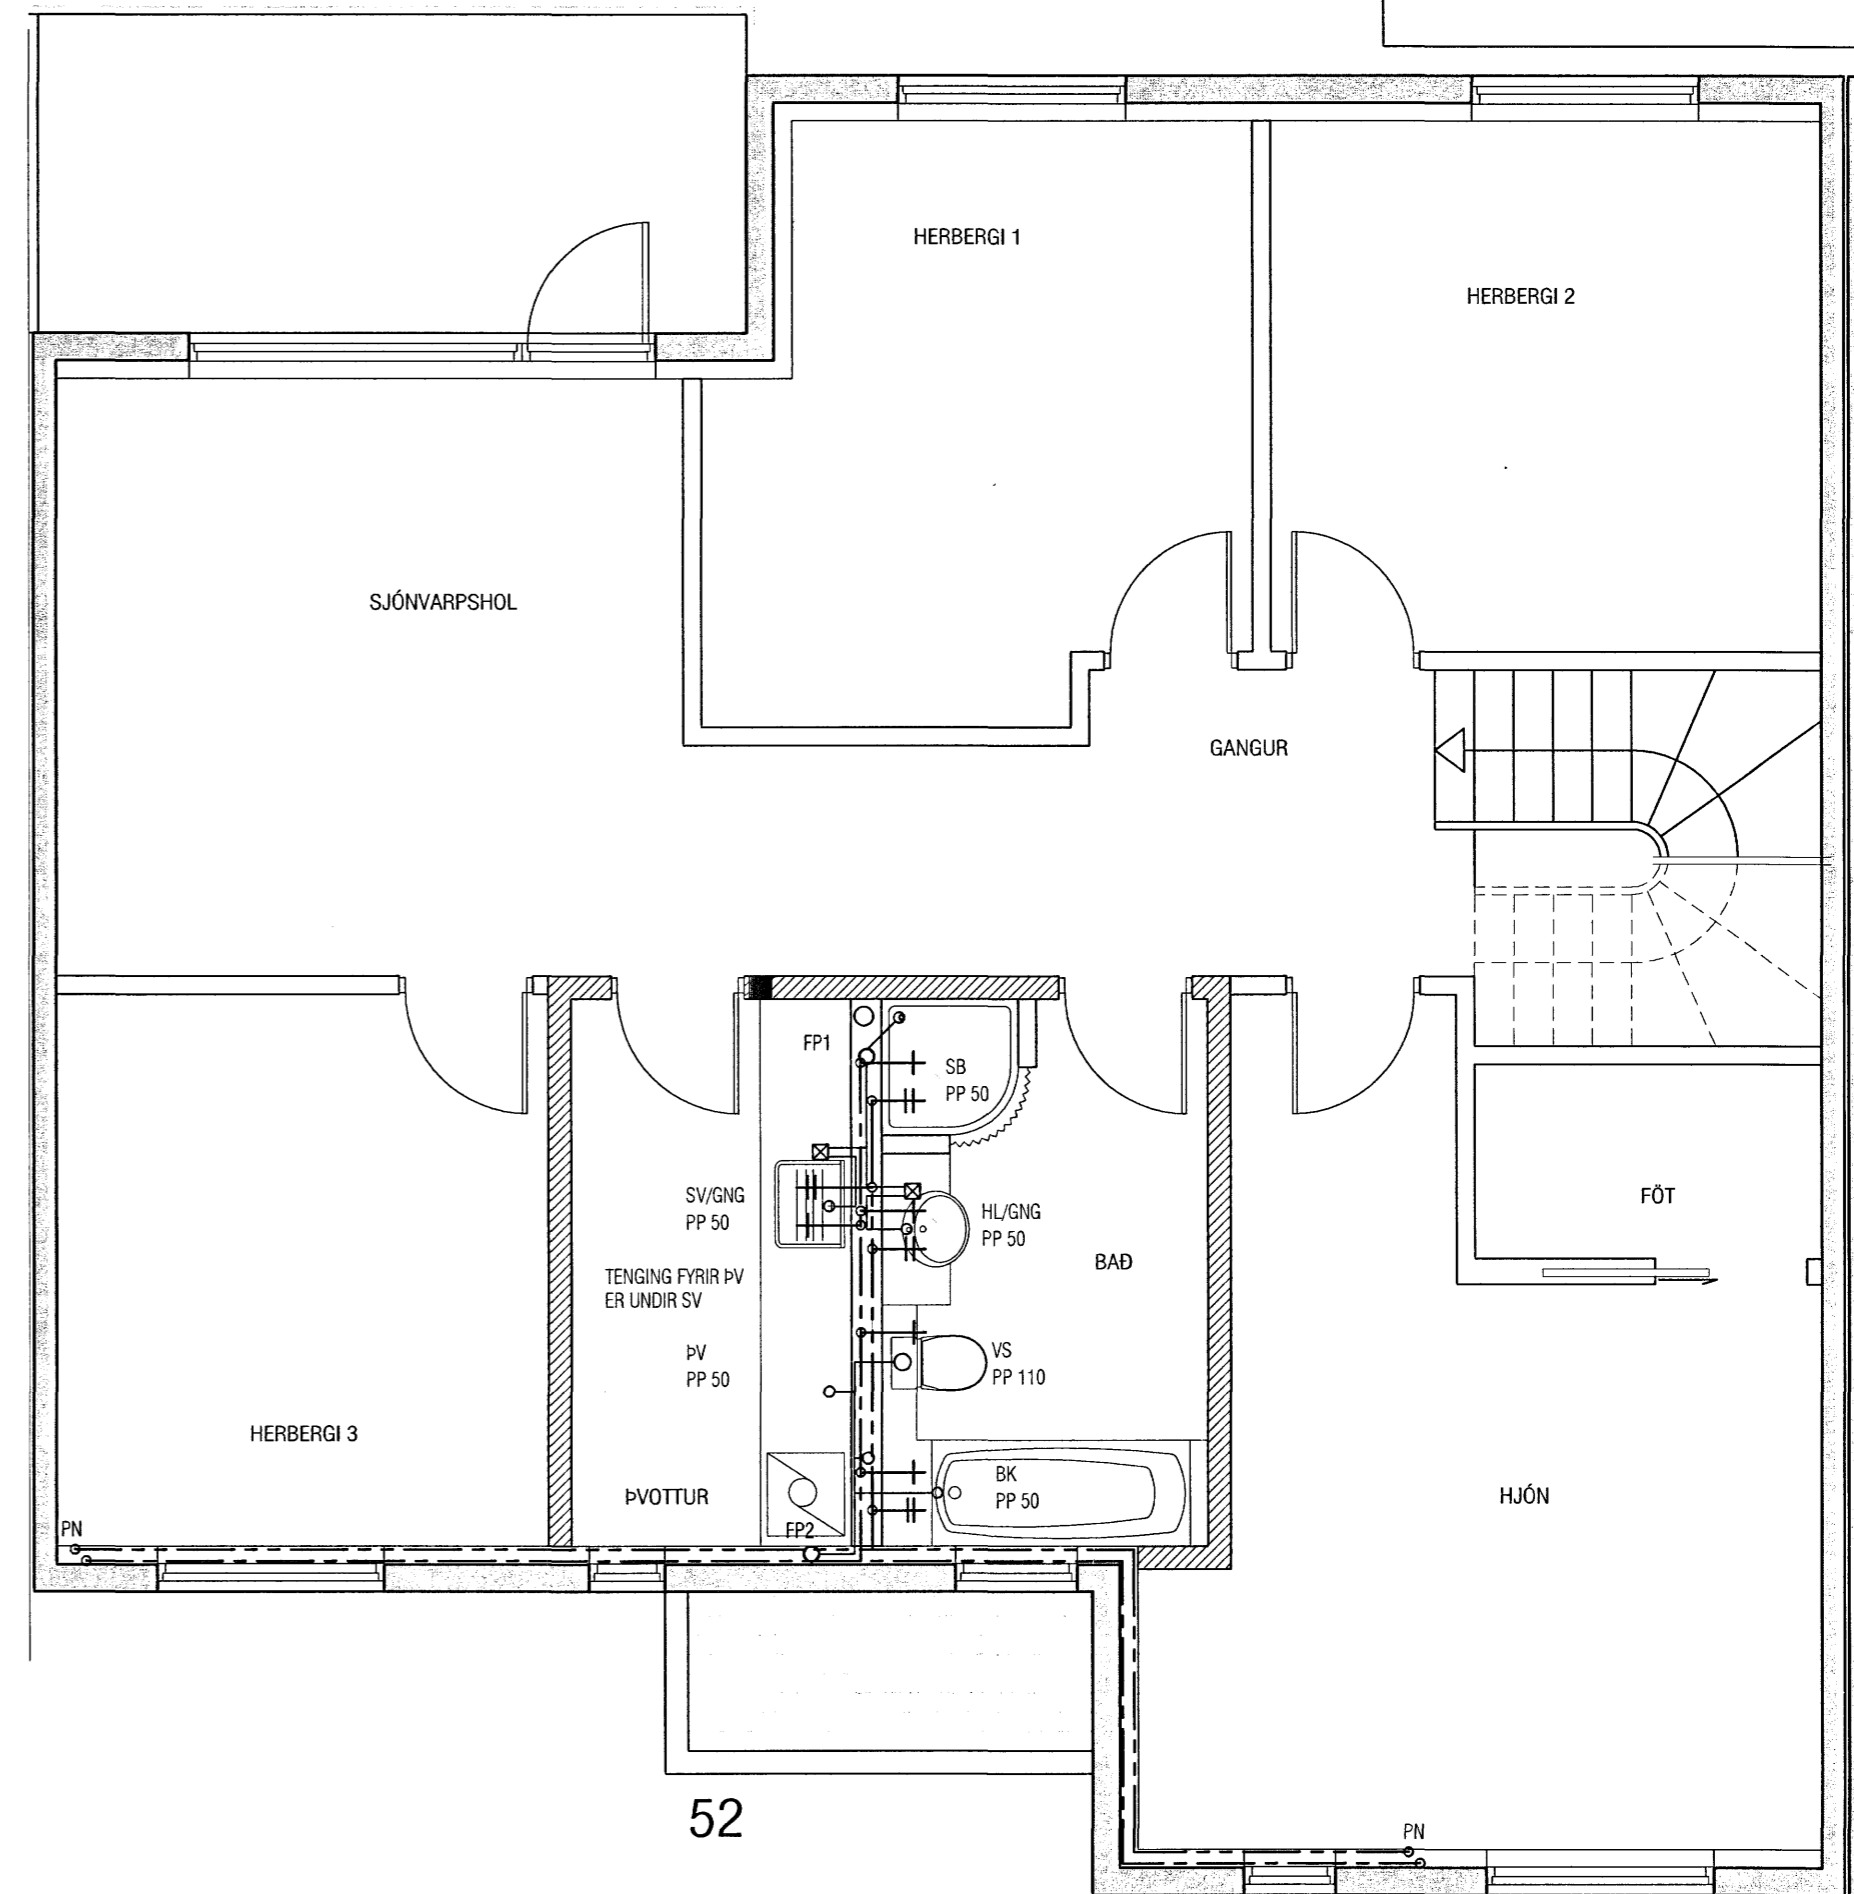 HERBERGI 1
HERBERGI 2
SJÓNVARPSHOL
GANGUR
FP1
SB
PP 50
SV/GNG
PP 50
HL/GNG
PP 50
FÖT
BAÐ
TENGING FYRIR ÞV
ER UNDIR SV
ÞV
PP 50
VS
PP 110
HERBERGI 3
BK
PP 50
ÞVOTTUR
HJÓN
PN
FP2
52
PN